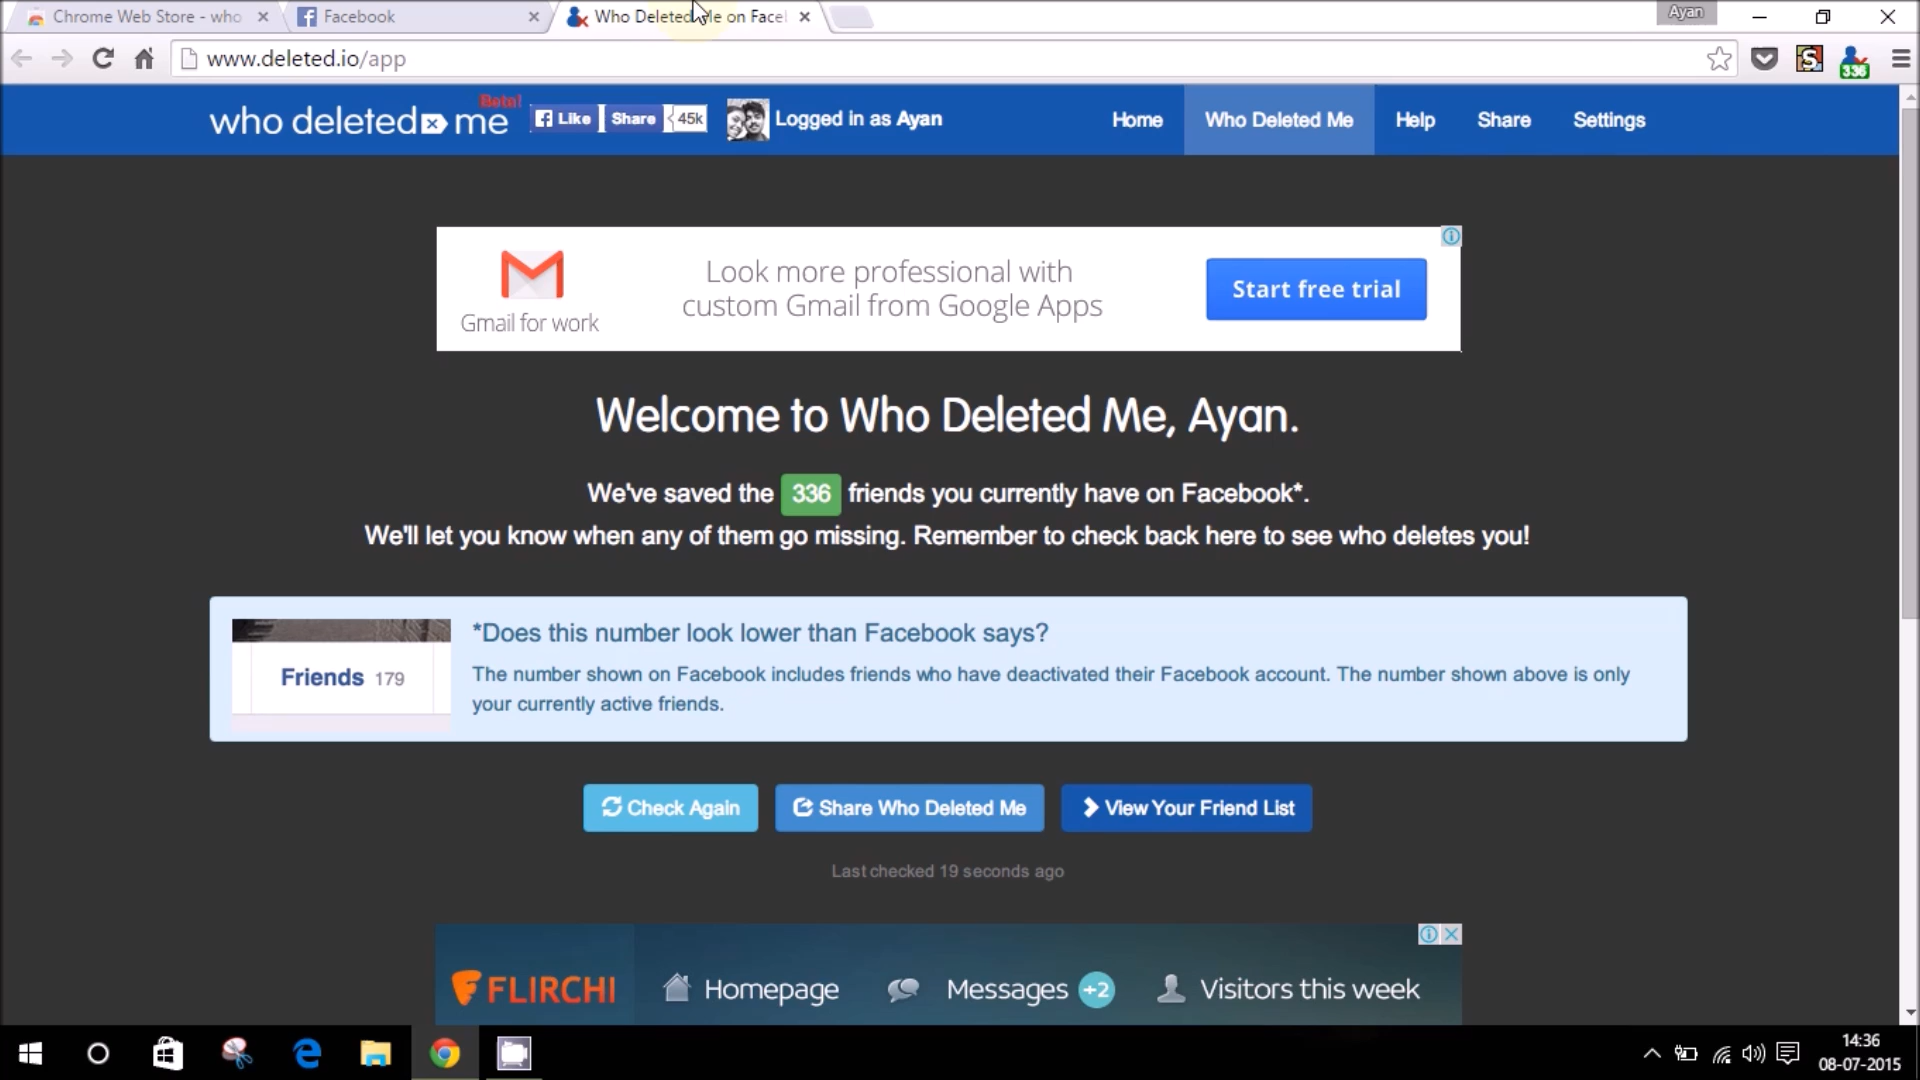 Chrome Web Store - who
Facebook
Who Deleted Me on Face
Ayan
www.deleted.io/app
336
who deleted me
Beta!
Like
Share
45k
Logged in as Ayan
Home
Who Deleted Me
Help
Share
Settings
Gmail for work
Look more professional with
custom Gmail from Google Apps
Start free trial
Welcome to Who Deleted Me, Ayan.
We've saved the 336 friends you currently have on Facebook*.
We'll let you know when any of them go missing. Remember to check back here to see who deletes you!
Friends 179
*Does this number look lower than Facebook says?
The number shown on Facebook includes friends who have deactivated their Facebook account. The number shown above is only
your currently active friends.
Check Again
Share Who Deleted Me
View Your Friend List
Last checked 19 seconds ago
FLIRCHI
Homepage
Messages +2
Visitors this week
14:36
08-07-2015